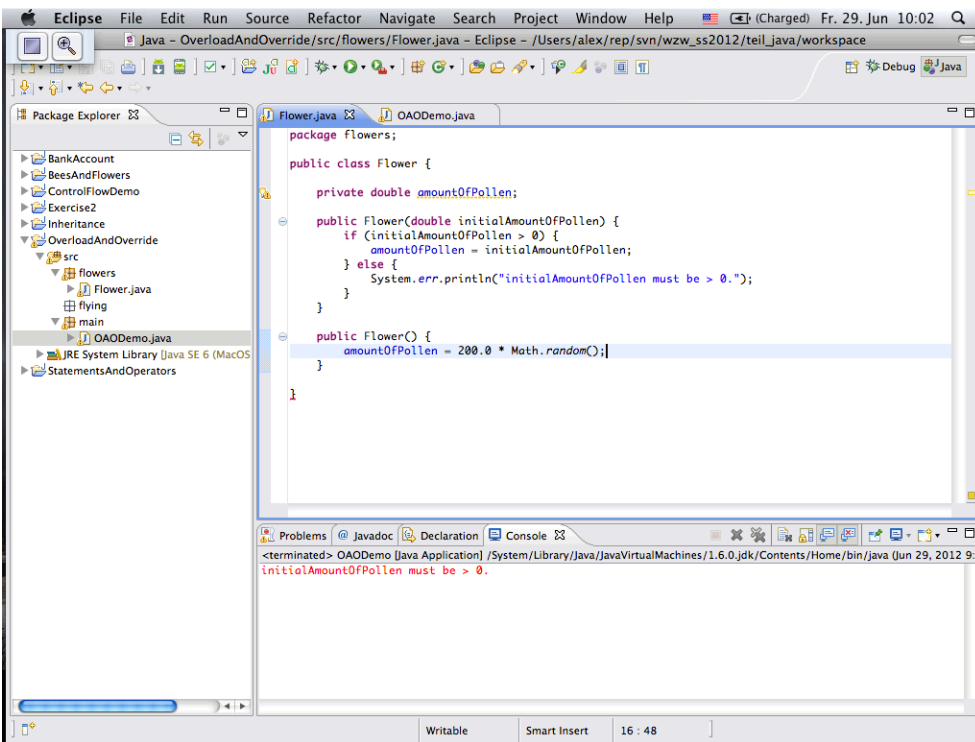 Eclipse File Edit Run Source Refactor Navigate Search Project Window Help (Charged) Fr. 29. Jun 10:02
Java – OverloadAndOverride/src/flowers/Flower.java – Eclipse – /Users/alex/rep/svn/wzw_ss2012/teil_java/workspace
Debug Java
Package Explorer
BankAccount
BeesAndFlowers
ControlFlowDemo
Exercise2
Inheritance
OverloadAndOverride
src
flowers
Flower.java
flying
main
OAODemo.java
JRE System Library [Java SE 6 (MacOS
StatementsAndOperators
Flower.java OAODemo.java
package flowers;
public class Flower {
private double amountOfPollen;
public Flower(double initialAmountOfPollen) {
if (initialAmountOfPollen > 0) {
amountOfPollen = initialAmountOfPollen;
} else {
System.err.println("initialAmountOfPollen must be > 0.");
}
}
public Flower() {
amountOfPollen = 200.0 * Math.random();
}
}
Problems @ Javadoc Declaration Console
<terminated> OAODemo [Java Application] /System/Library/Java/JavaVirtualMachines/1.6.0.jdk/Contents/Home/bin/java (Jun 29, 2012 9:
initialAmountOfPollen must be > 0.
Writable Smart Insert 16 : 48